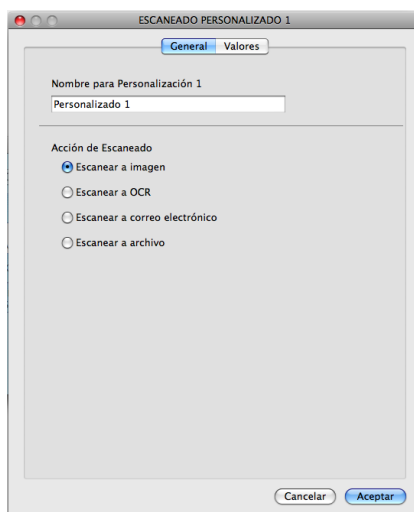 ESCANEADO PERSONALIZADO 1
General Valores
Nombre para Personalización 1
Personalizado 1
Acción de Escaneado
Escanear a imagen
Escanear a OCR
Escanear a correo electrónico
Escanear a archivo
Cancelar Aceptar